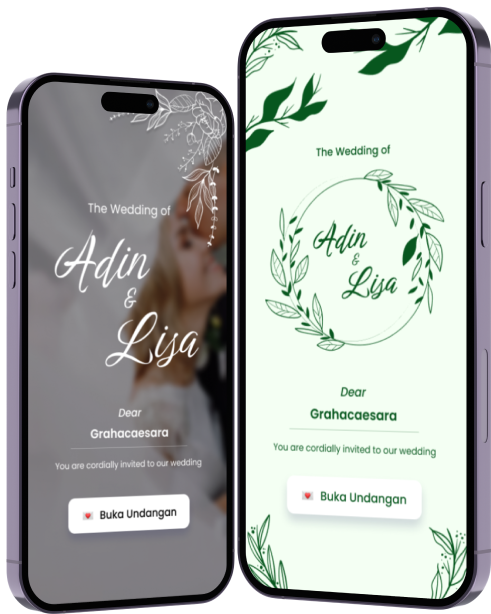 The Wedding of
Adin
&
Lisa
Dear
Grahacaesara
You are cordially invited to our wedding
💌 Buka Undangan
The Wedding of
Adin
&
Lisa
Dear
Grahacaesara
You are cordially invited to our wedding
💌 Buka Undangan